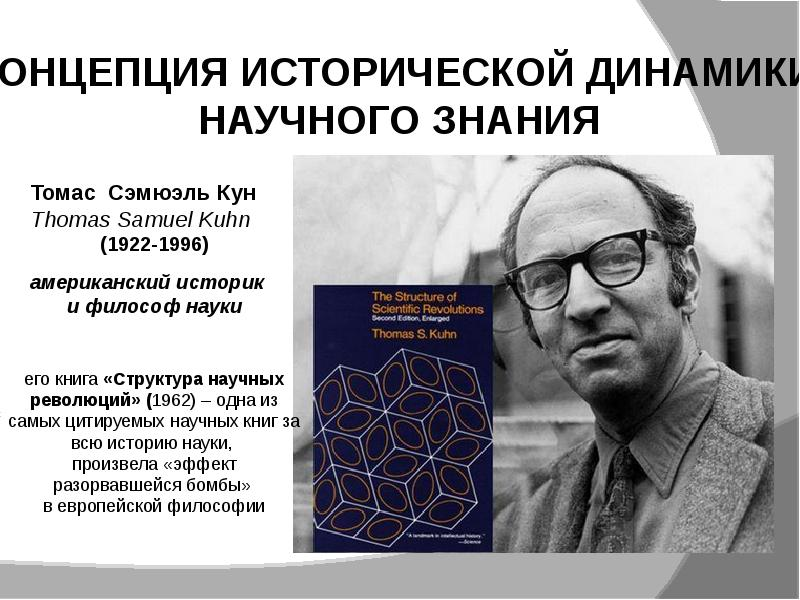 ОНЦЕПЦИЯ ИСТОРИЧЕСКОЙ ДИНАМИКИ
НАУЧНОГО ЗНАНИЯ
Томас Сэмюэль Кун
Thomas Samuel Kuhn
(1922-1996)
американский историк
и философ науки
его книга «Структура научных
революций» (1962) – одна из
самых цитируемых научных книг за
всю историю науки,
произвела «эффект
разорвавшейся бомбы»
в европейской философии
The Structure of
Scientific Revolutions
Second Edition, Enlarged
Thomas S. Kuhn
"A landmark in intellectual history."
—Science